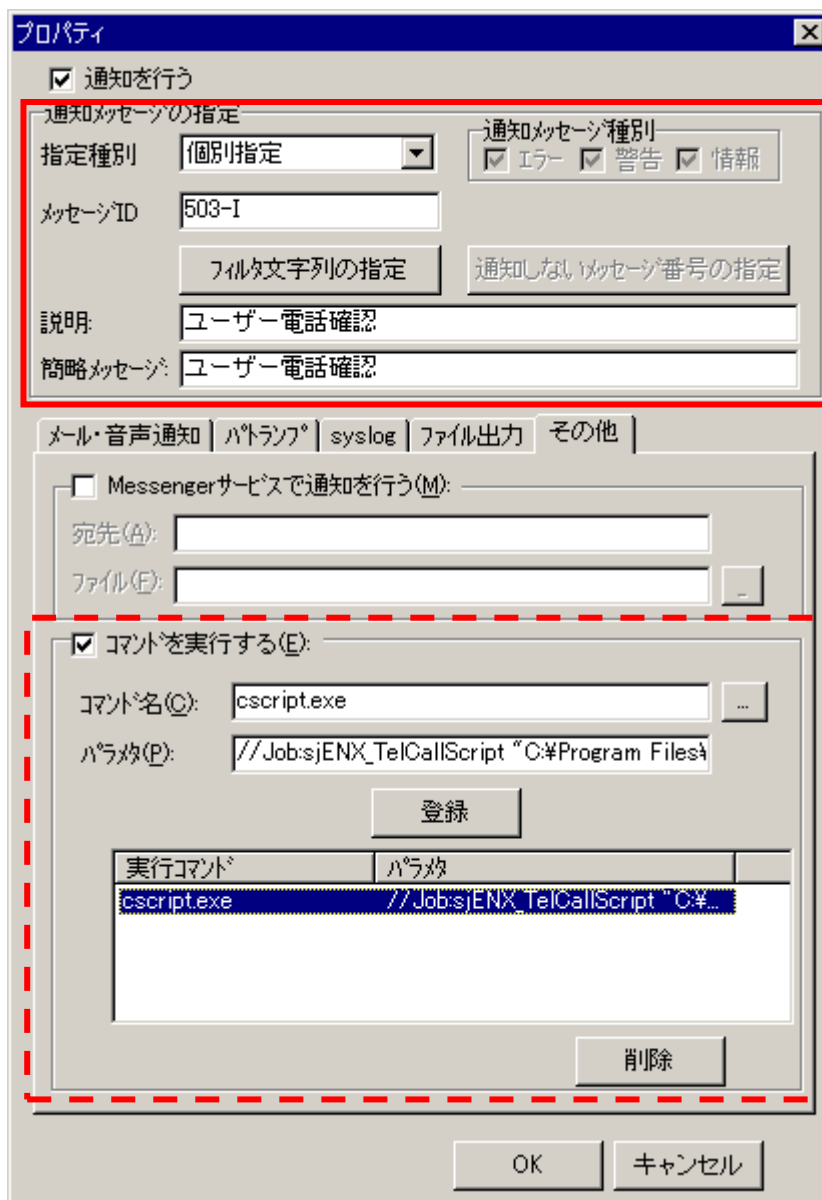 プロパティ
通知を行う
通知メッセージの指定
指定種別 個別指定
通知メッセージ種別
エラー 警告 情報
メッセージID 503-I
フィルタ文字列の指定 通知しないメッセージ番号の指定
説明: ユーザー電話確認
簡略メッセージ: ユーザー電話確認
メール・音声通知 パトランプ syslog ファイル出力 その他
Messengerサービスで通知を行う(M):
宛先(A):
ファイル(F):
コマンドを実行する(E):
コマンド名(C): cscript.exe ...
パラメタ(P): //Job:sjENX_TelCallScript "C:¥Program Files¥
登録
実行コマンド パラメタ
cscript.exe //Job:sjENX_TelCallScript "C:¥...
削除
OK キャンセル